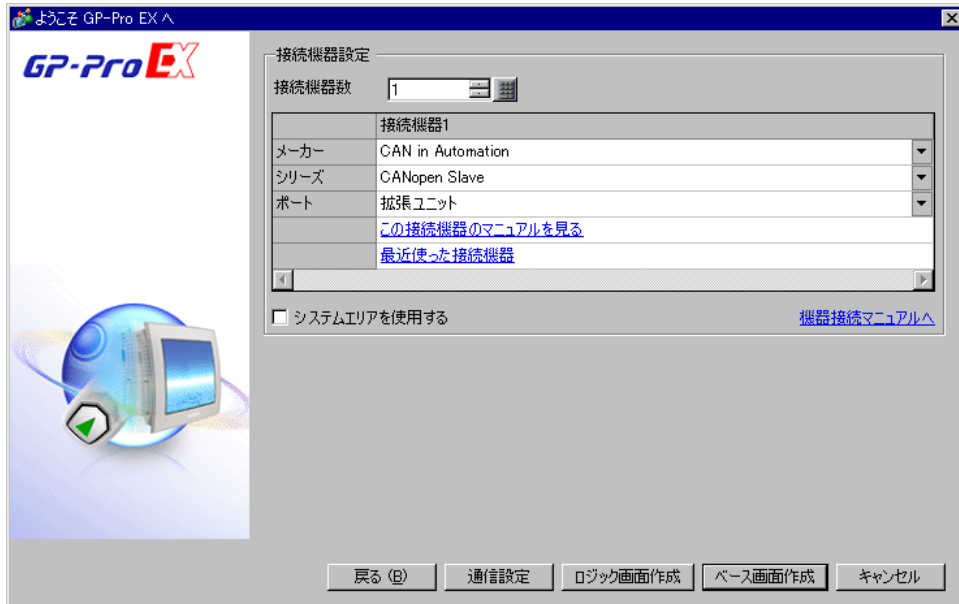 ようこそ GP-Pro EX へ
GP-Pro EX
接続機器設定
接続機器数 1
接続機器1
メーカー CAN in Automation
シリーズ CANopen Slave
ポート 拡張ユニット
この接続機器のマニュアルを見る
最近使った接続機器
システムエリアを使用する 機器接続マニュアルへ
戻る (B) 通信設定 ロジック画面作成 ベース画面作成 キャンセル